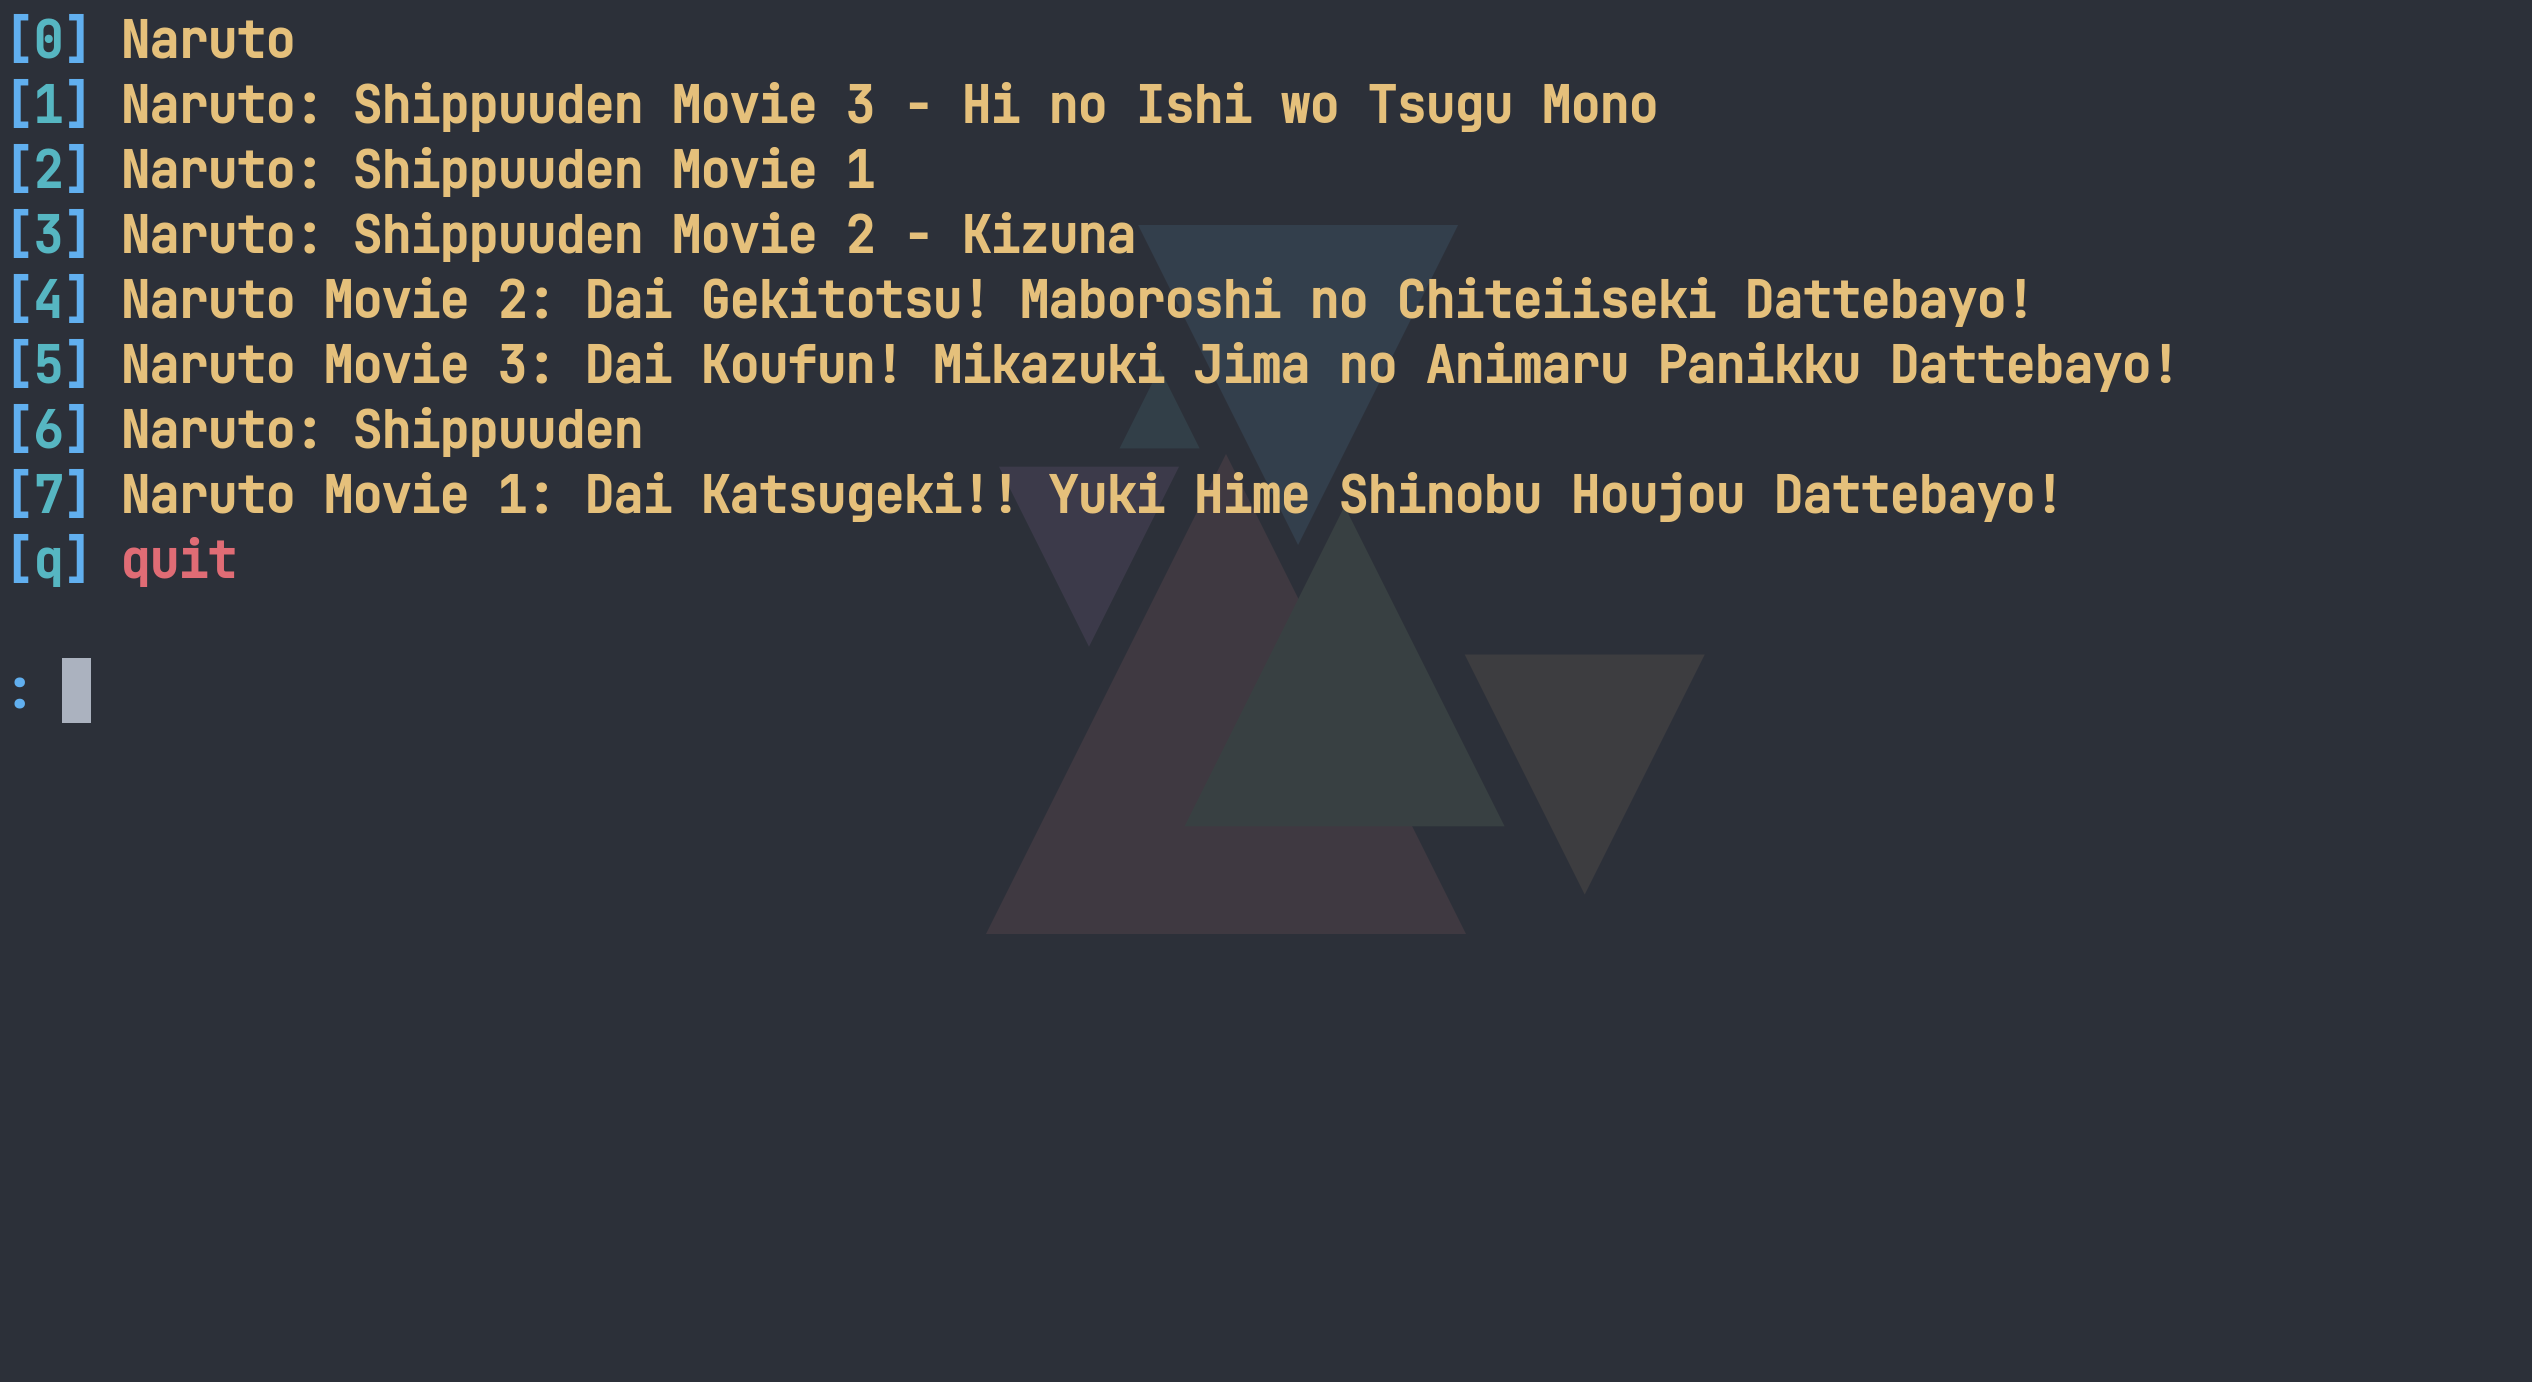 [0] Naruto
[1] Naruto: Shippuuden Movie 3 - Hi no Ishi wo Tsugu Mono
[2] Naruto: Shippuuden Movie 1
[3] Naruto: Shippuuden Movie 2 - Kizuna
[4] Naruto Movie 2: Dai Gekitotsu! Maboroshi no Chiteiiseki Dattebayo!
[5] Naruto Movie 3: Dai Koufun! Mikazuki Jima no Animaru Panikku Dattebayo!
[6] Naruto: Shippuuden
[7] Naruto Movie 1: Dai Katsugeki!! Yuki Hime Shinobu Houjou Dattebayo!
[q] quit
: